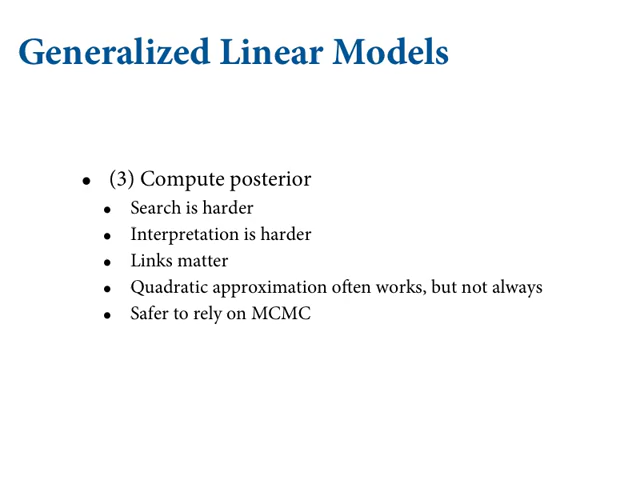 Generalized Linear Models
• (3) Compute posterior
• Search is harder
• Interpretation is harder
• Links matter
• Quadratic approximation often works, but not always
• Safer to rely on MCMC